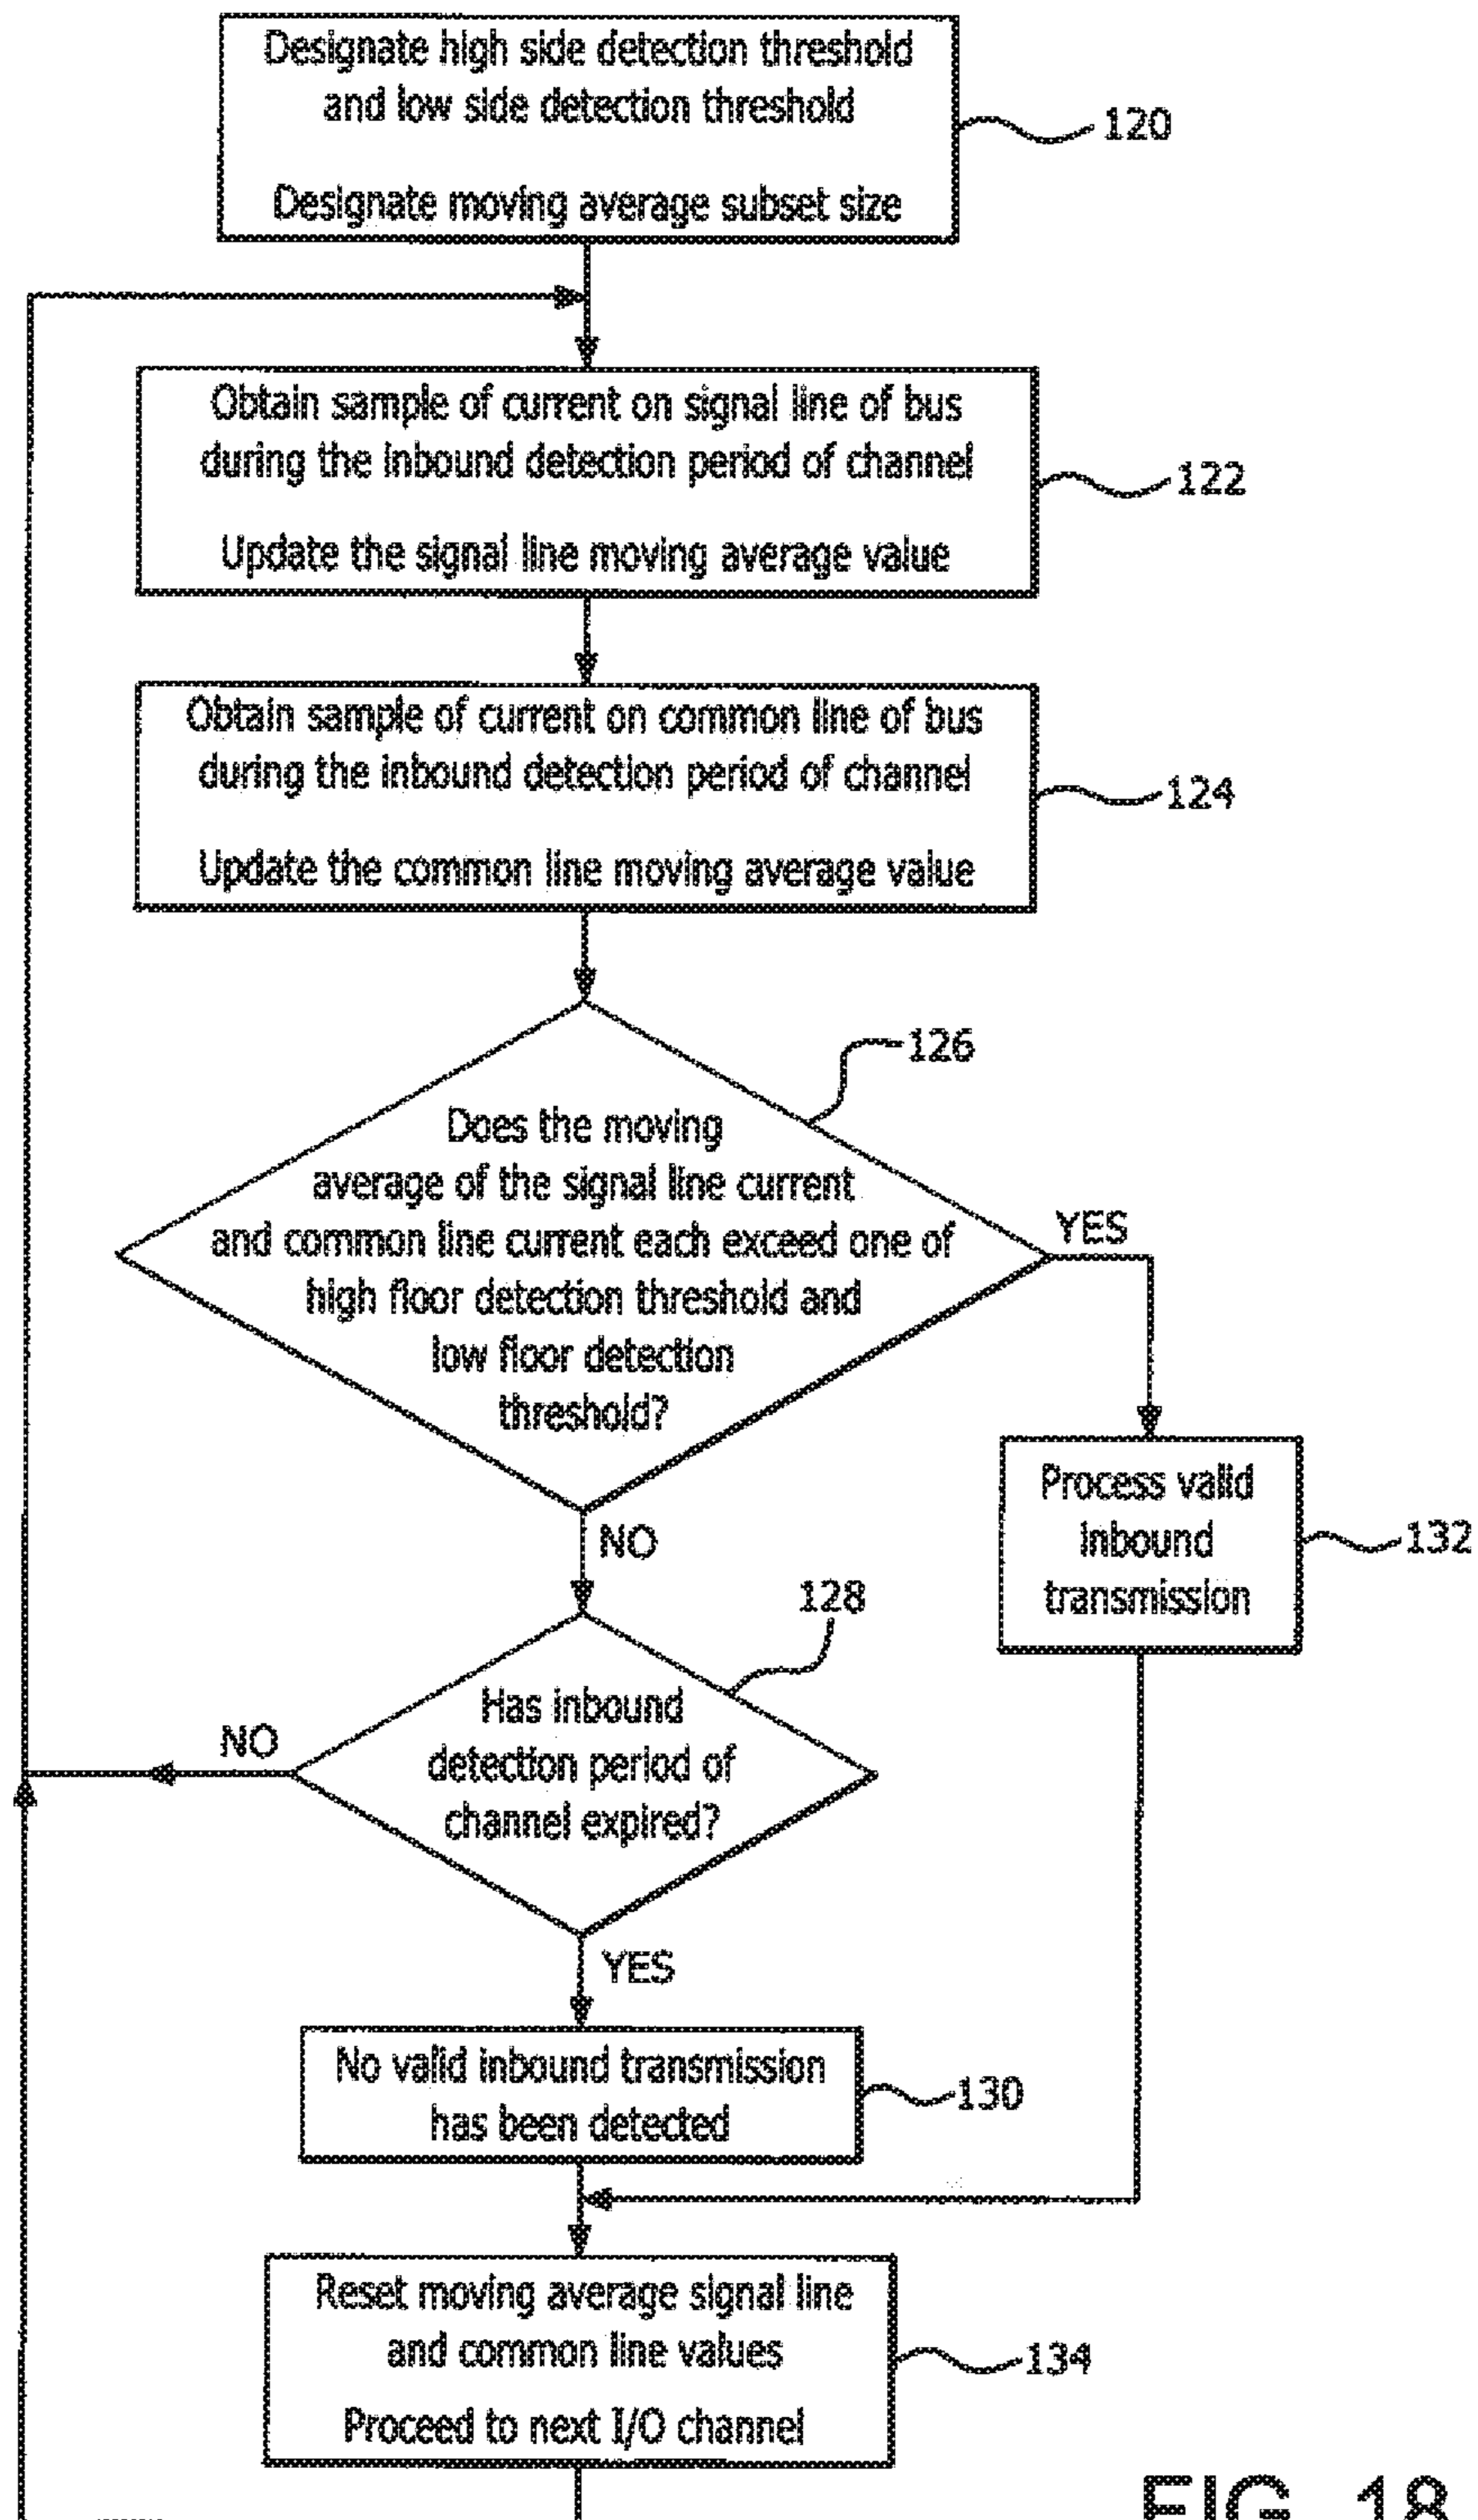 Designate high side detection threshold
and low side detection threshold
Designate moving average subset size
120
Obtain sample of current on signal line of bus
during the inbound detection period of channel
Update the signal line moving average value
122
Obtain sample of current on common line of bus
during the inbound detection period of channel
Update the common line moving average value
124
126
Does the moving
average of the signal line current
and common line current each exceed one of
high floor detection threshold and
low floor detection
threshold?
YES
NO
Process valid
inbound
transmission
132
128
Has inbound
detection period of
channel expired?
NO
YES
No valid inbound transmission
has been detected
130
Reset moving average signal line
and common line values
Proceed to next I/O channel
134
FIG. 18